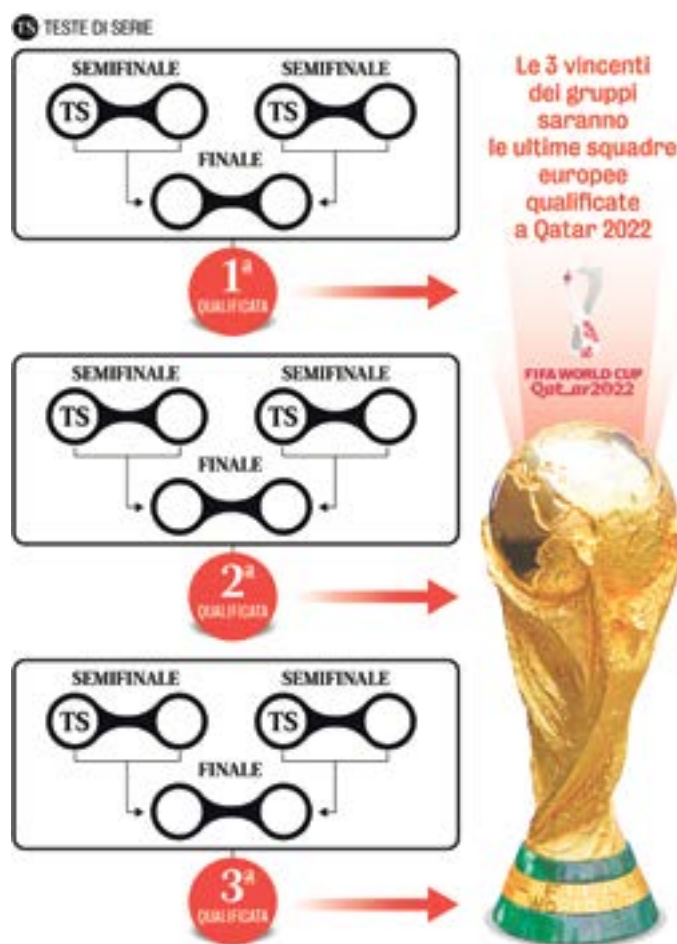 TS TESTE DI SERIE
SEMIFINALE SEMIFINALE
TS TS
FINALE
1ª
QUALIFICATA
Le 3 vincenti
dei gruppi
saranno
le ultime squadre
europee
qualificate
a Qatar 2022
FIFA WORLD CUP
Qatar2022
SEMIFINALE SEMIFINALE
TS TS
FINALE
2ª
QUALIFICATA
SEMIFINALE SEMIFINALE
TS TS
FINALE
3ª
QUALIFICATA